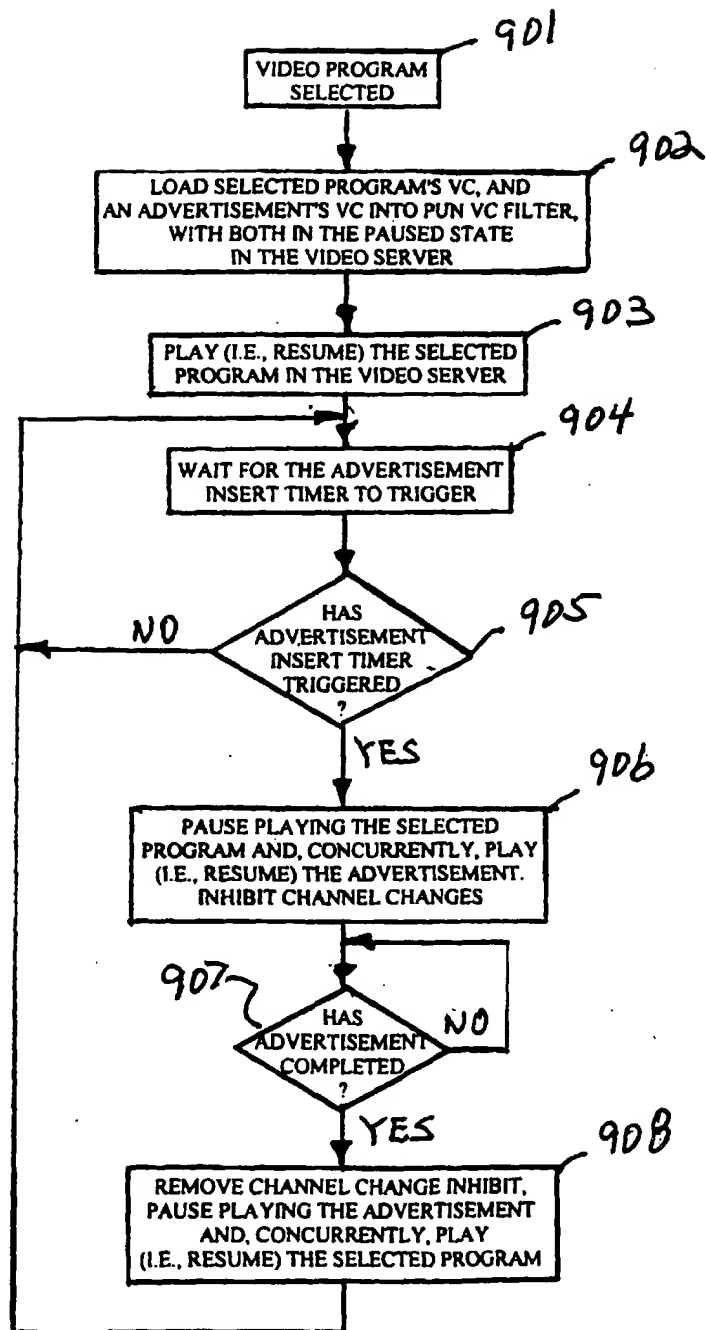 901
VIDEO PROGRAM
SELECTED
902
LOAD SELECTED PROGRAM'S VC, AND
AN ADVERTISEMENT'S VC INTO PUN VC FILTER,
WITH BOTH IN THE PAUSED STATE
IN THE VIDEO SERVER
903
PLAY (I.E., RESUME) THE SELECTED
PROGRAM IN THE VIDEO SERVER
904
WAIT FOR THE ADVERTISEMENT
INSERT TIMER TO TRIGGER
905
HAS
ADVERTISEMENT
INSERT TIMER
TRIGGERED
?
NO
YES
906
PAUSE PLAYING THE SELECTED
PROGRAM AND, CONCURRENTLY, PLAY
(I.E., RESUME) THE ADVERTISEMENT.
INHIBIT CHANNEL CHANGES
907
HAS
ADVERTISEMENT
COMPLETED
?
NO
YES
908
REMOVE CHANNEL CHANGE INHIBIT,
PAUSE PLAYING THE ADVERTISEMENT
AND, CONCURRENTLY, PLAY
(I.E., RESUME) THE SELECTED PROGRAM